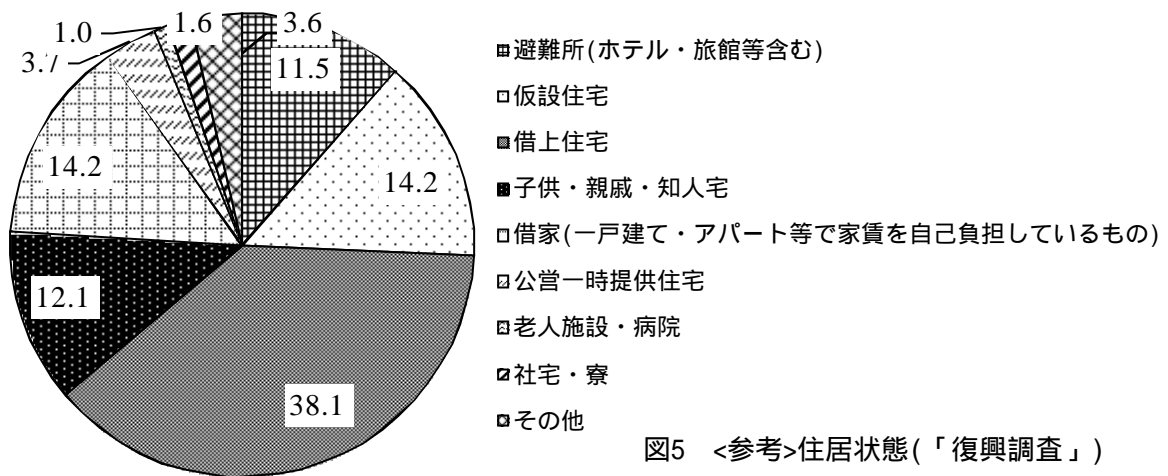 1.0
1.6
3.6
3.7
11.5
14.2
14.2
12.1
38.1
避難所(ホテル・旅館等含む)
仮設住宅
借上住宅
子供・親戚・知人宅
借家(一戸建て・アパート等で家賃を自己負担しているもの)
公営一時提供住宅
老人施設・病院
社宅・寮
その他
図5 <参考>住居状態(「復興調査」)